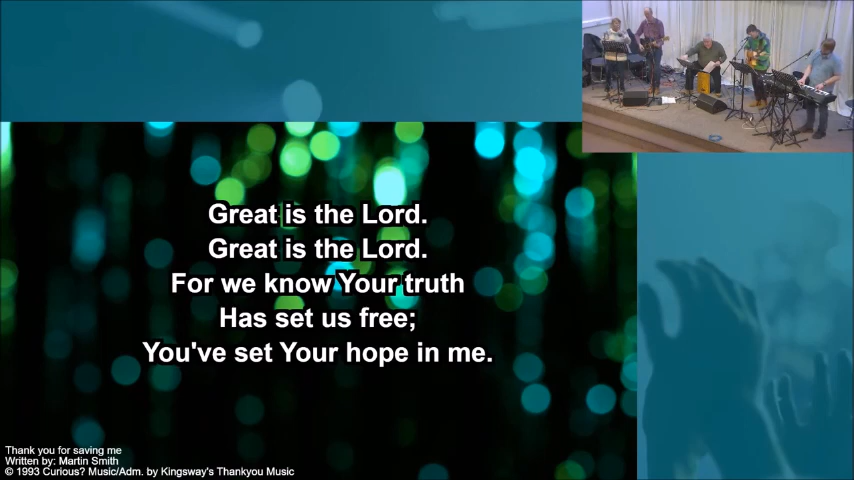 Great is the Lord.
Great is the Lord.
For we know Your truth
Has set us free;
You've set Your hope in me.
Thank you for saving me
Written by: Martin Smith
© 1993 Curious? Music/Adm. by Kingsway's Thankyou Music